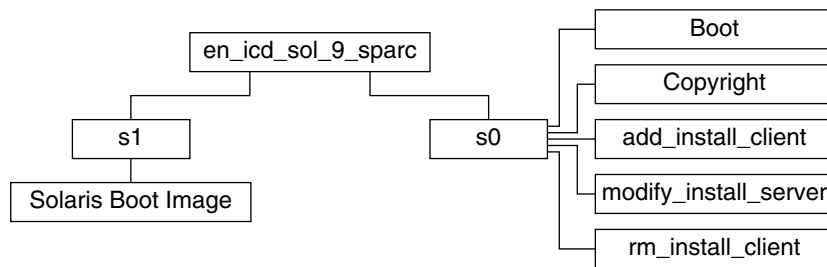 en_icd_sol_9_sparc
s1
Solaris Boot Image
s0
Boot
Copyright
add_install_client
modify_install_server
rm_install_client